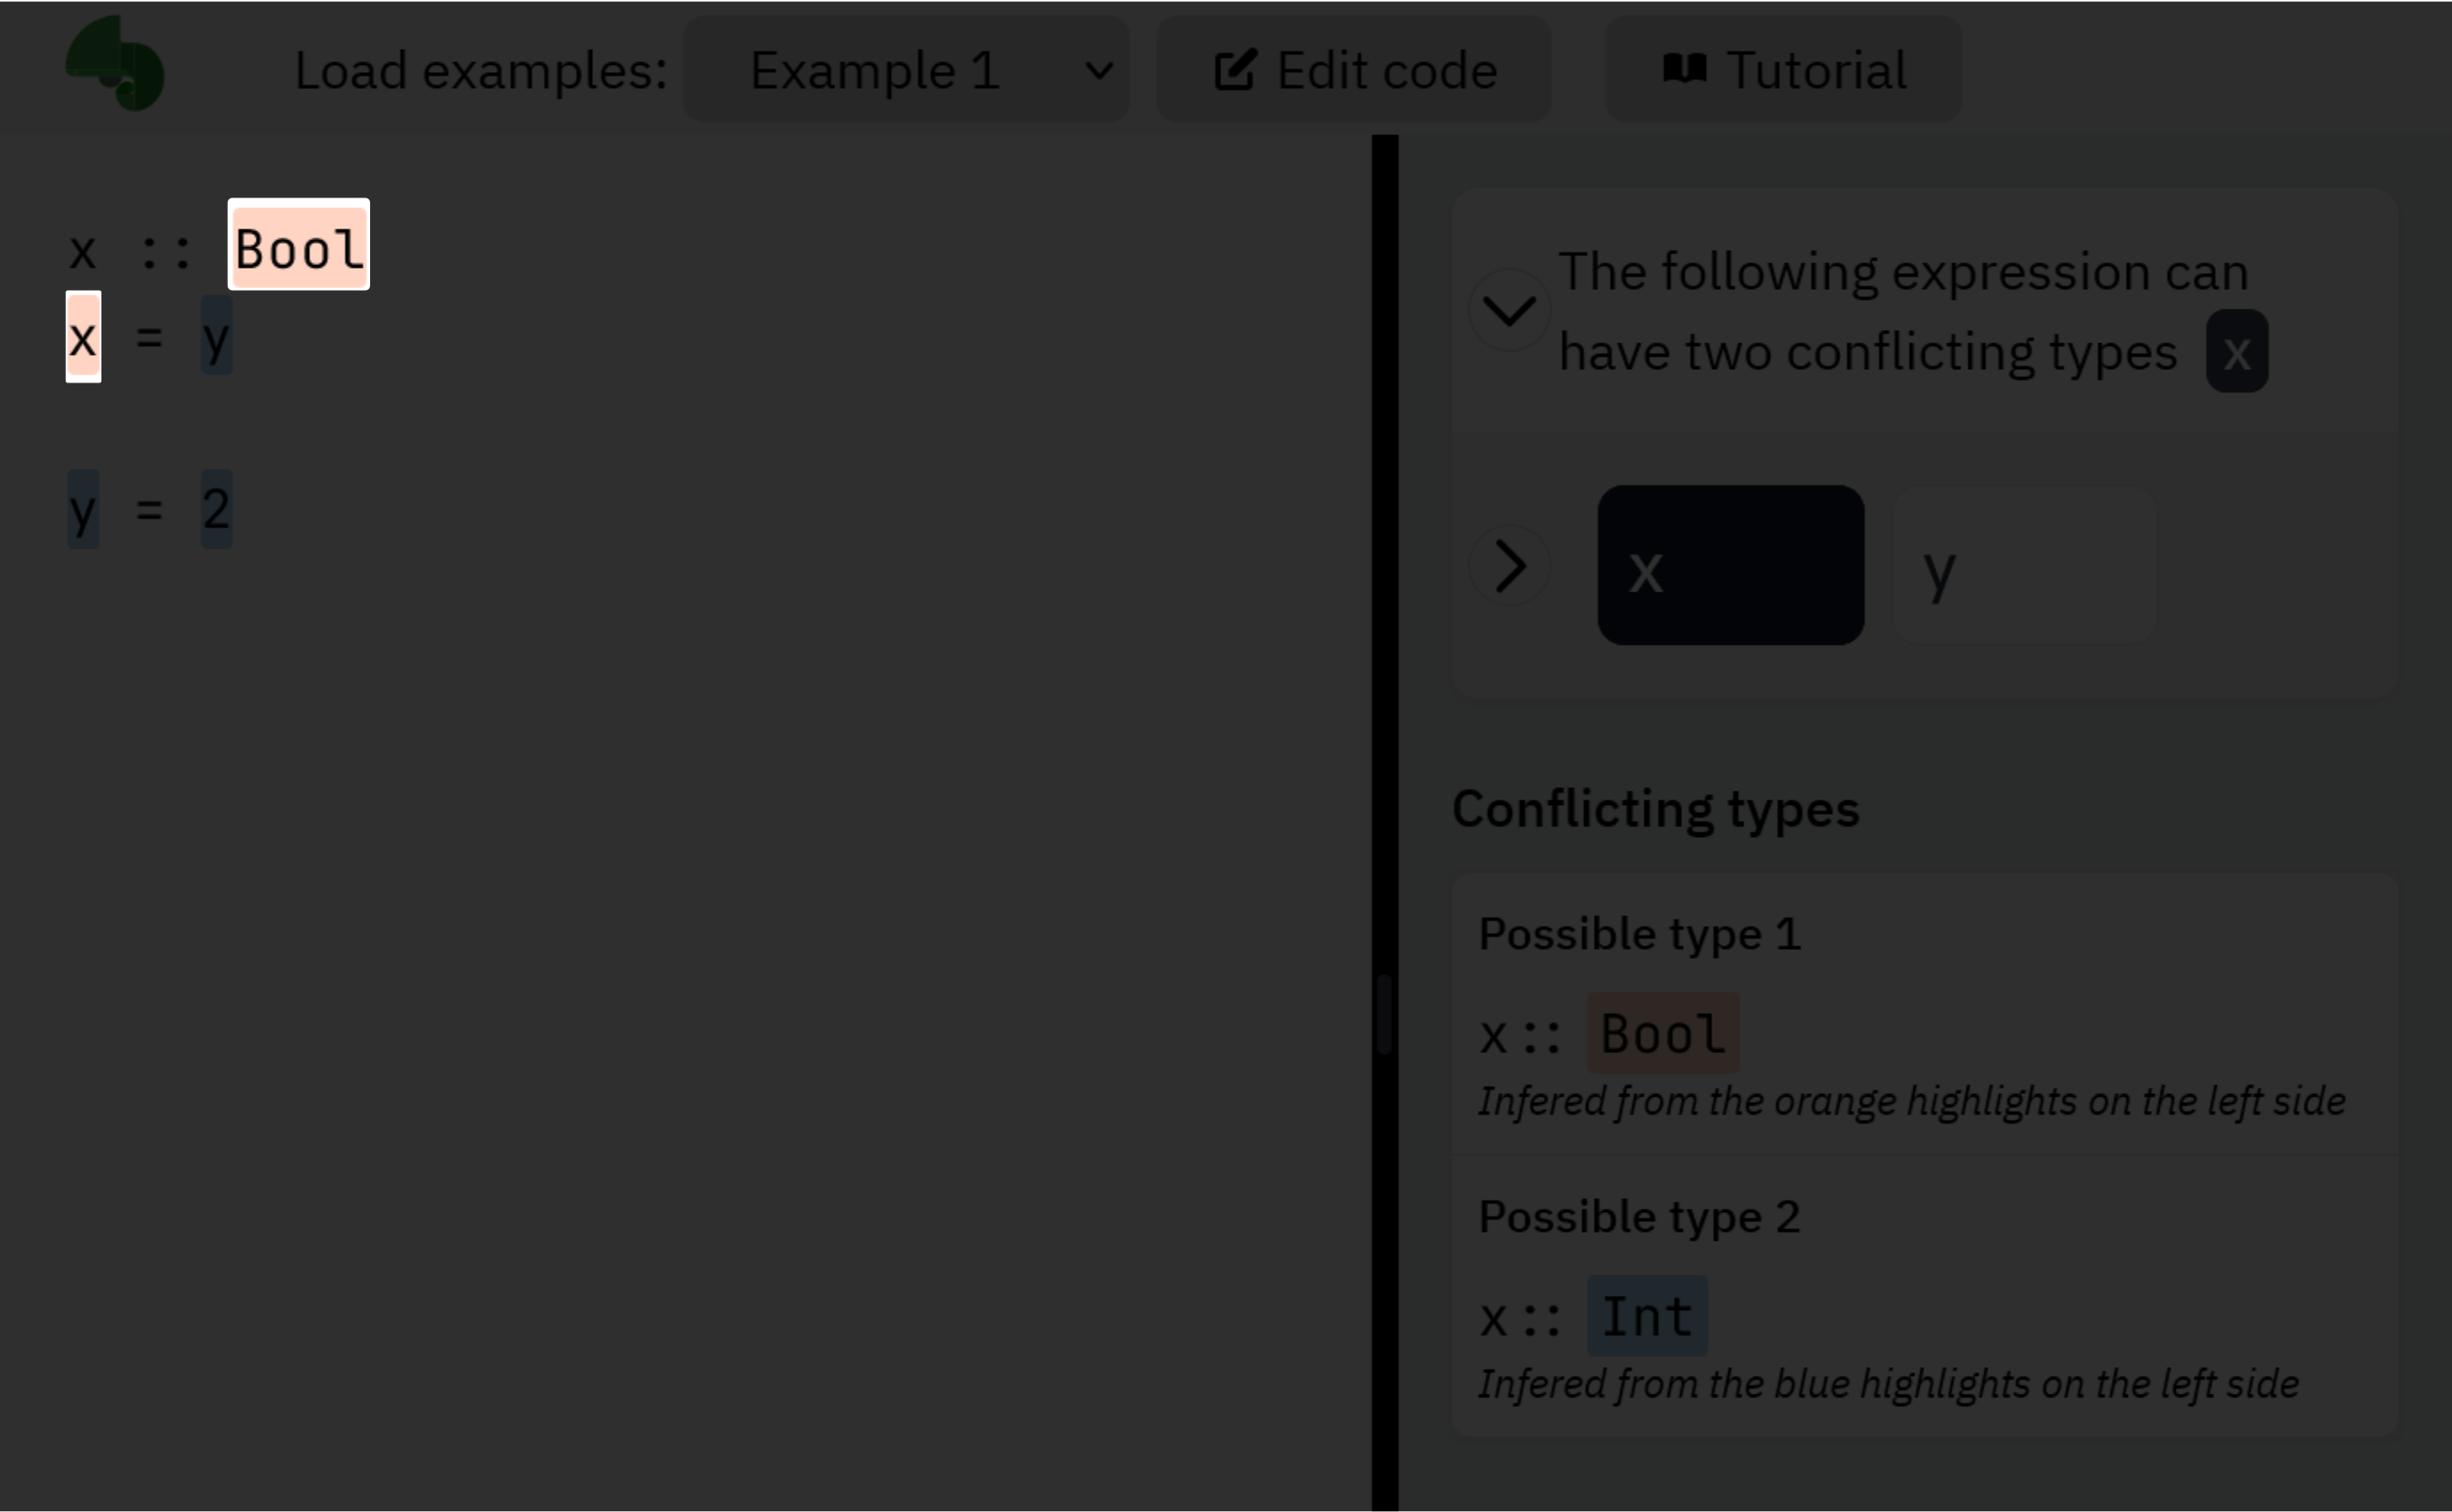 Load examples: Example 1 Edit code Tutorial
x :: Bool
x = y
y = 2
The following expression can
have two conflicting types x
x y
Conflicting types
Possible type 1
x :: Bool
Infered from the orange highlights on the left side
Possible type 2
x :: Int
Infered from the blue highlights on the left side